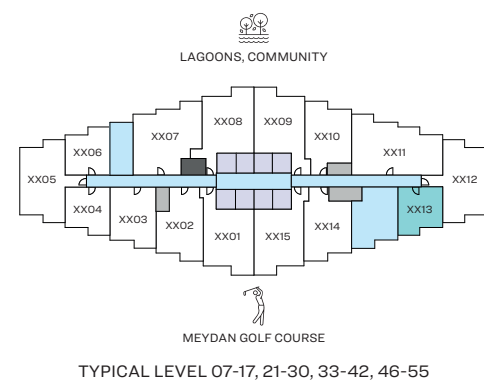 LAGOONS, COMMUNITY
XX08 XX09
XX07 XX10
XX06 XX11
XX05 XX12
XX04 XX13
XX03 XX02 XX14
XX01 XX15
MEYDAN GOLF COURSE
TYPICAL LEVEL 07-17, 21-30, 33-42, 46-55